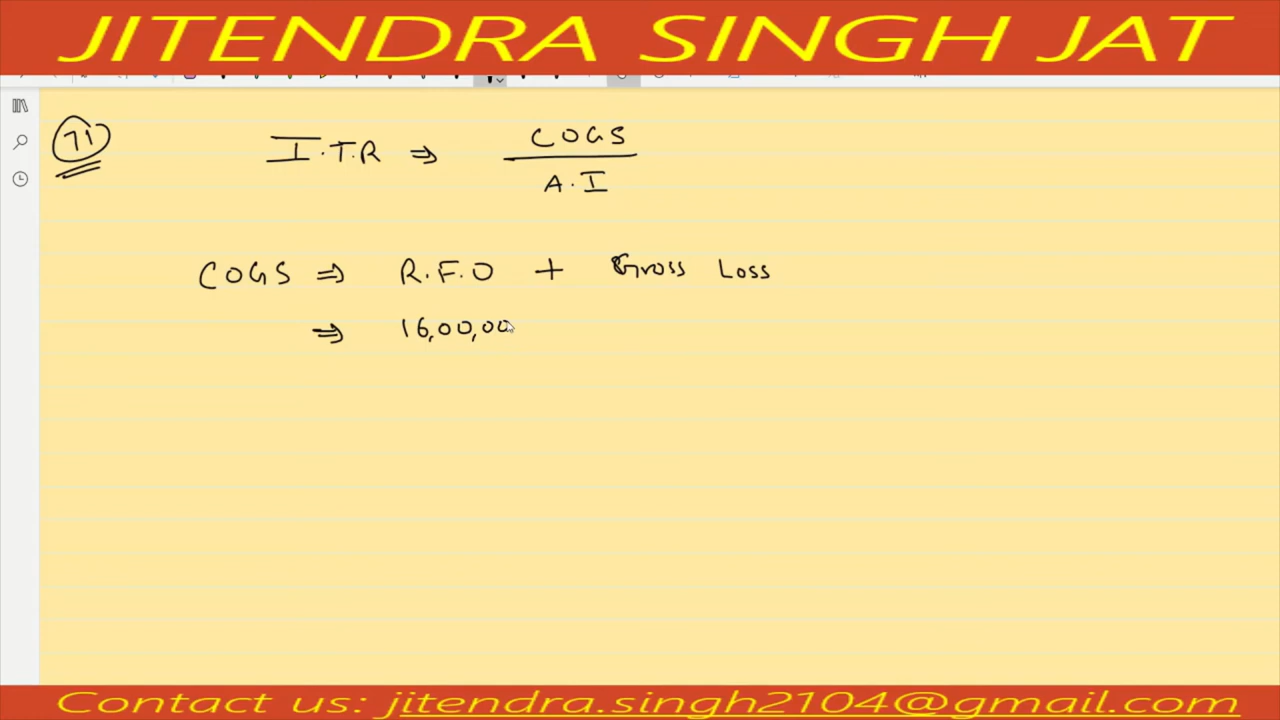 JITENDRA SINGH JAT
71 I.T.R ⇒ COGS
A.I
COGS ⇒ R.F.O + Gross Loss
⇒ 16,00,00
Contact us: jitendra.singh2104@gmail.com